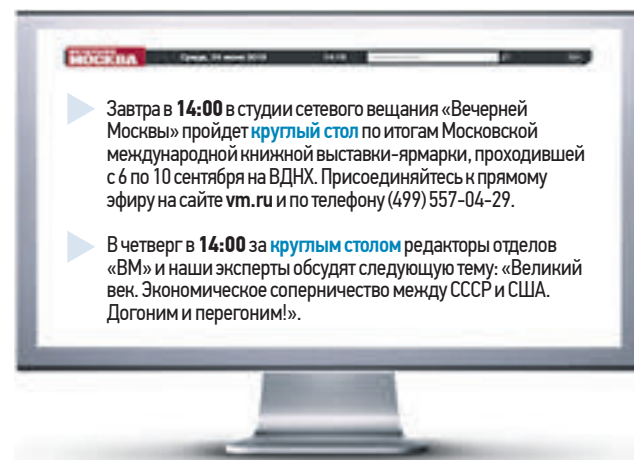 МОСКВА
Завтра в 14:00 в студии сетевого вещания «Вечерней
Москвы» пройдет круглый стол по итогам Московской
международной книжной выставки-ярмарки, проходившей
с 6 по 10 сентября на ВДНХ. Присоединяйтесь к прямому
эфиру на сайте vm.ru и по телефону (499) 557-04-29.
В четверг в 14:00 за круглым столом редакторы отделов
«ВМ» и наши эксперты обсудят следующую тему: «Великий
век. Экономическое соперничество между СССР и США.
Догоним и перегоним!».